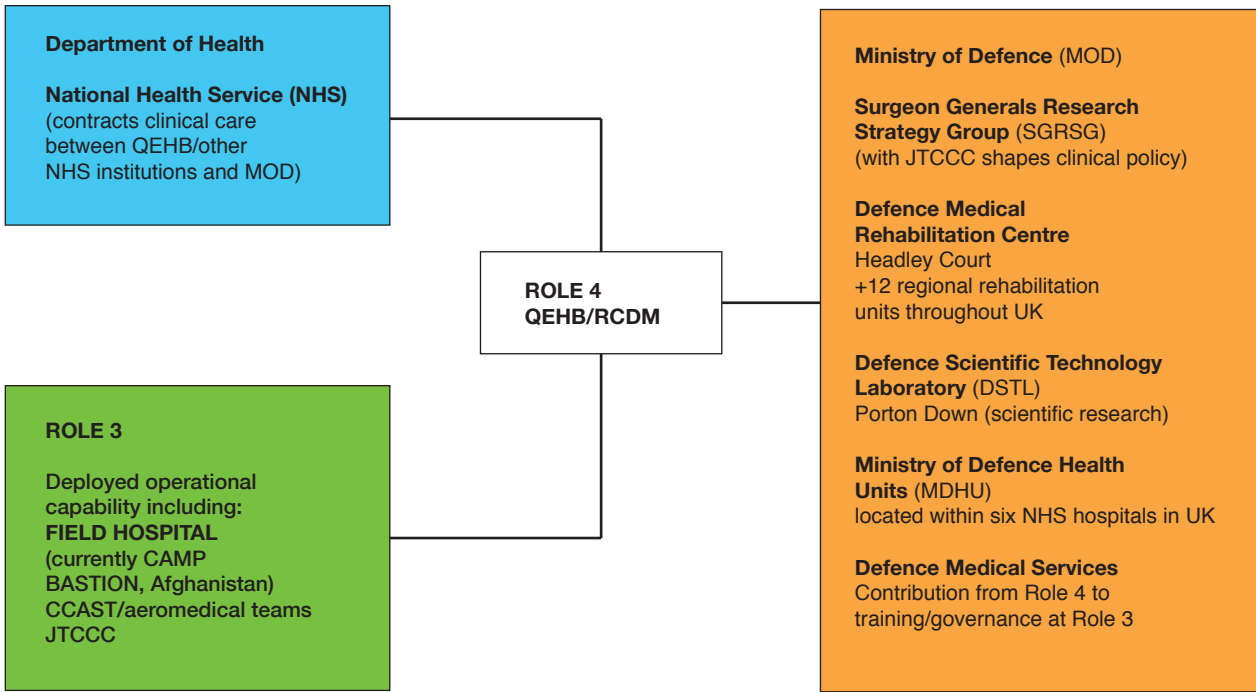 Department of Health
National Health Service (NHS)
(contracts clinical care
between QEHB/other
NHS institutions and MOD)
ROLE 3
Deployed operational
capability including:
FIELD HOSPITAL
(currently CAMP
BASTION, Afghanistan)
CCAST/aeromedical teams
JTCCC
ROLE 4
QEHB/RCDM
Ministry of Defence (MOD)
Surgeon Generals Research
Strategy Group (SGRSG)
(with JTCCC shapes clinical policy)
Defence Medical
Rehabilitation Centre
Headley Court
+12 regional rehabilitation
units throughout UK
Defence Scientific Technology
Laboratory (DSTL)
Porton Down (scientific research)
Ministry of Defence Health
Units (MDHU)
located within six NHS hospitals in UK
Defence Medical Services
Contribution from Role 4 to
training/governance at Role 3